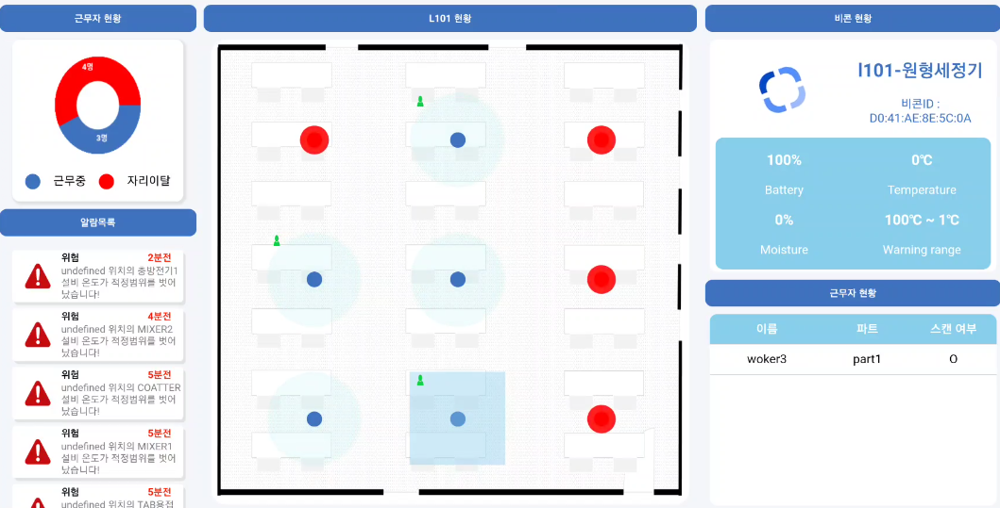 근무자 현황
4명
3명
근무중
자리이탈
알람목록
위험 2분전
undefined 위치의 충방전기1
설비 온도가 적정범위를 벗어
났습니다!
위험 4분전
undefined 위치의 MIXER2
설비 온도가 적정범위를 벗어
났습니다!
위험 5분전
undefined 위치의 COATTER
설비 온도가 적정범위를 벗어
났습니다!
위험 5분전
undefined 위치의 MIXER1
설비 온도가 적정범위를 벗어
났습니다!
위험 5분전
undefined 위치의 TAB용접
L101 현황
비콘 현황
l101-원형세정기
비콘ID :
D0:41:AE:8E:5C:0A
100% 0℃
Battery Temperature
0% 100℃ ~ 1℃
Moisture Warning range
근무자 현황
이름 파트 스캔 여부
woker3 part1 O